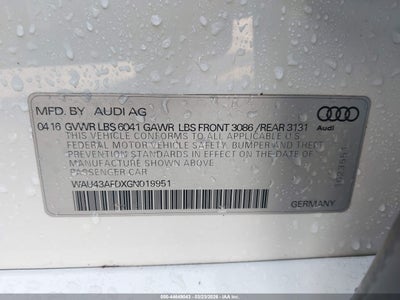 MFD. BY AUDI AG
04 16 GVWR LBS 6041 GAWR LBS FRONT 3086 / REAR 3131
THIS VEHICLE CONFORMS TO ALL APPLICABLE U.S.
FEDERAL MOTOR VEHICLE SAFETY, BUMPER AND THEFT
PREVENTION STANDARDS IN EFFECT ON THE DATE OF
MANUFACTURE SHOWN ABOVE.
PASSENGER CAR
WAU43AFDXGN019951
Audi
1023551
GERMANY